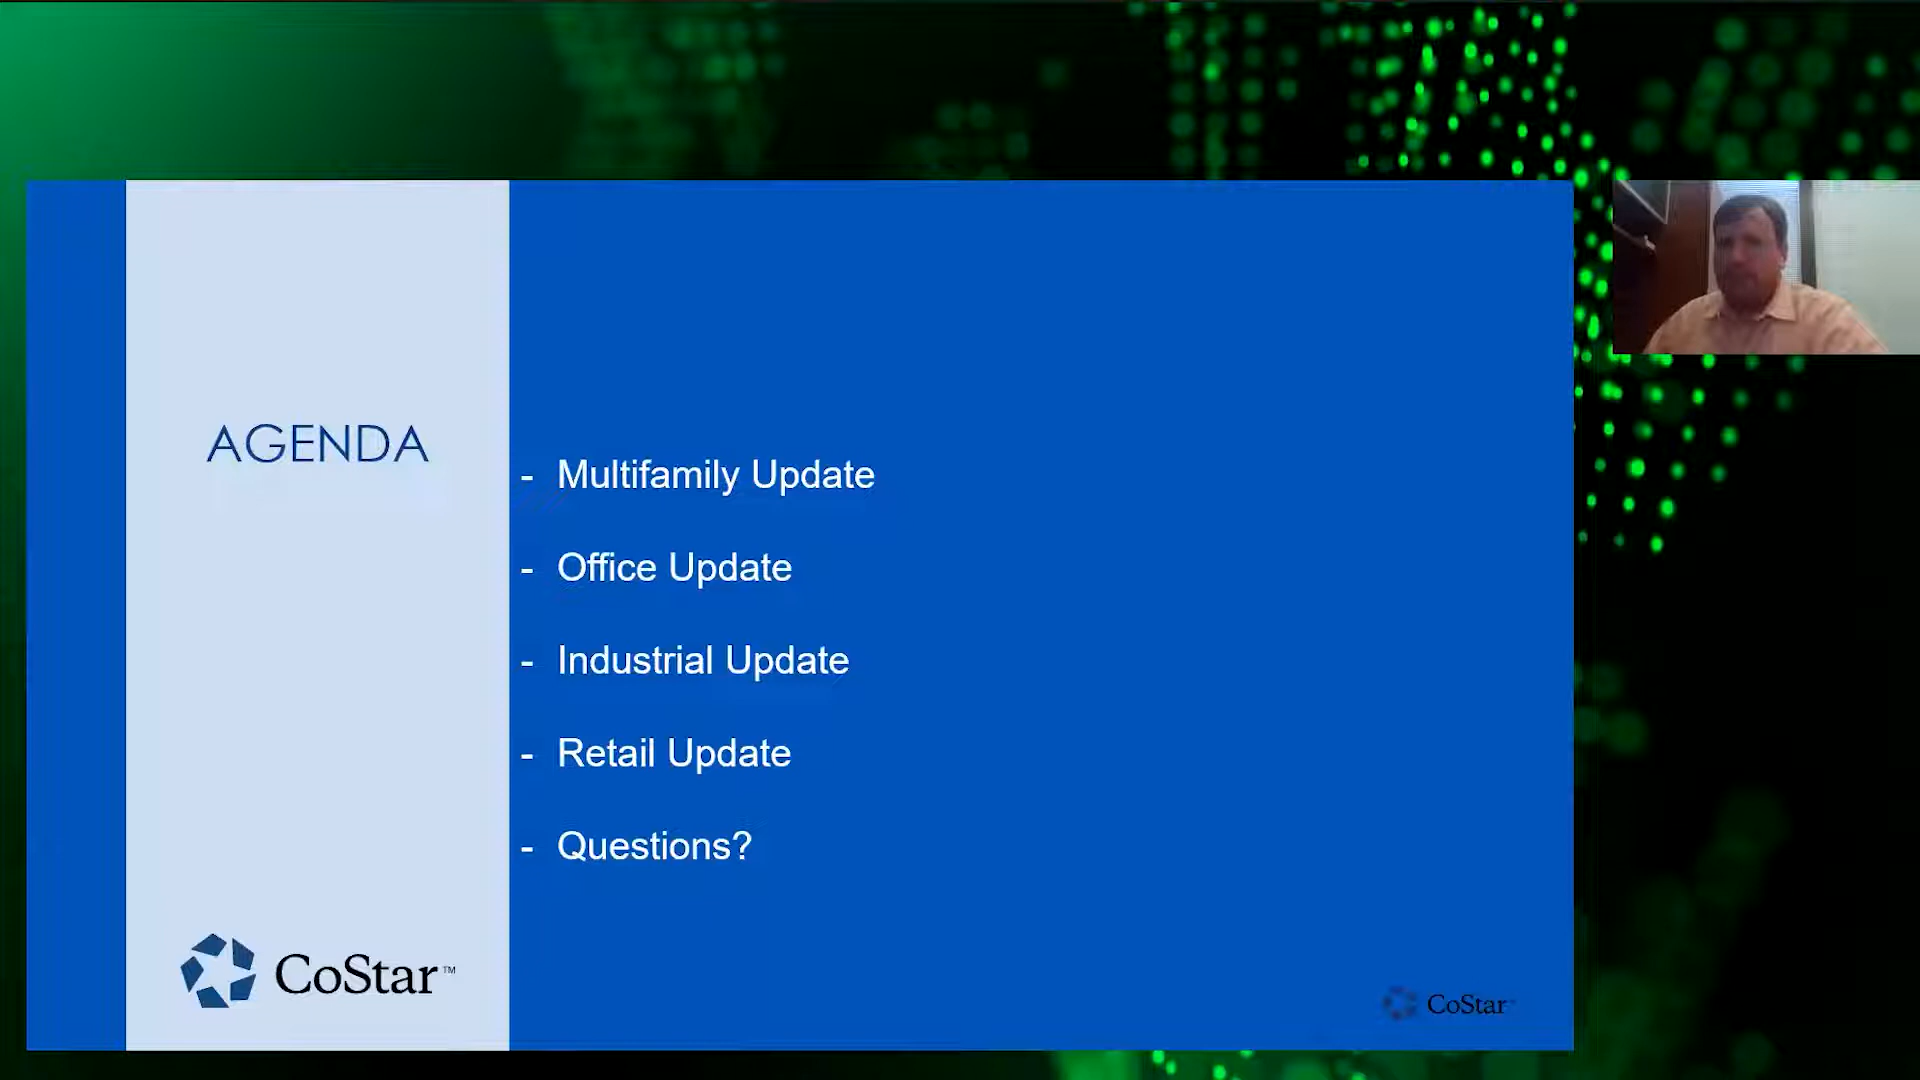 AGENDA
- Multifamily Update
- Office Update
- Industrial Update
- Retail Update
- Questions?
CoStar™
CoStar